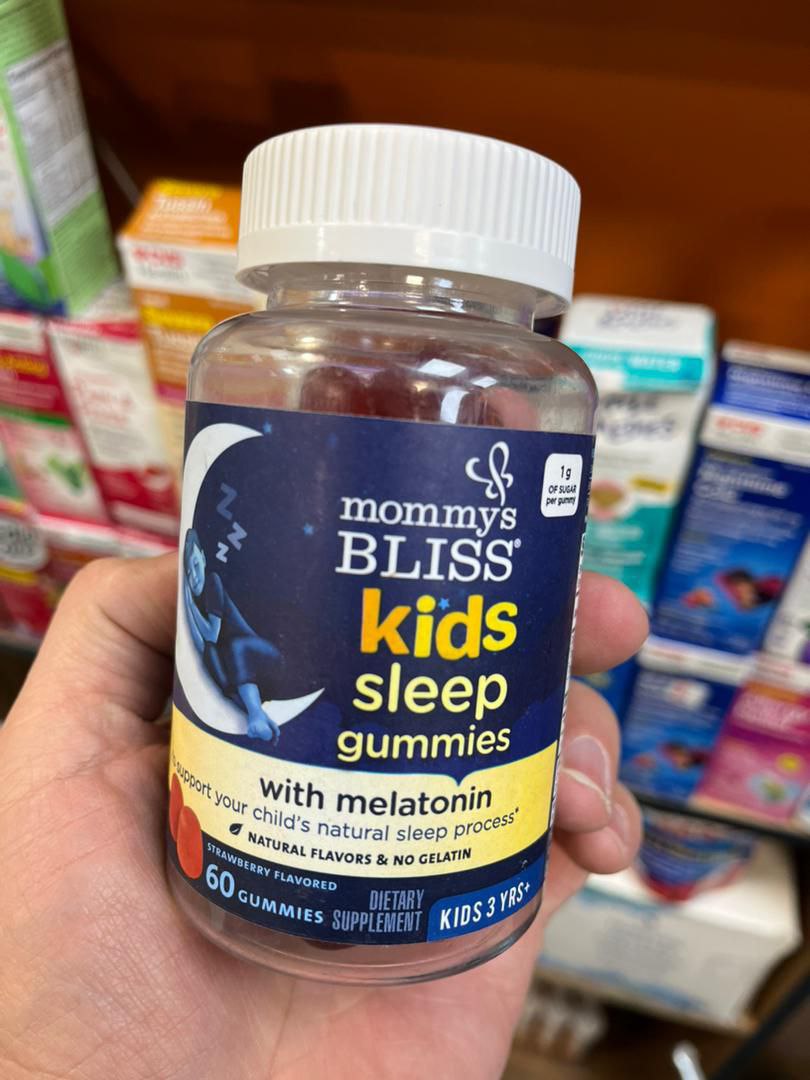 Z
Z
Z
1g
OF SUGAR
per gummy
mommy's
BLISS®
kids
sleep
gummies
with melatonin
to support your child's natural sleep process*
NATURAL FLAVORS & NO GELATIN
STRAWBERRY FLAVORED
60 GUMMIES
DIETARY
SUPPLEMENT
KIDS 3 YRS+